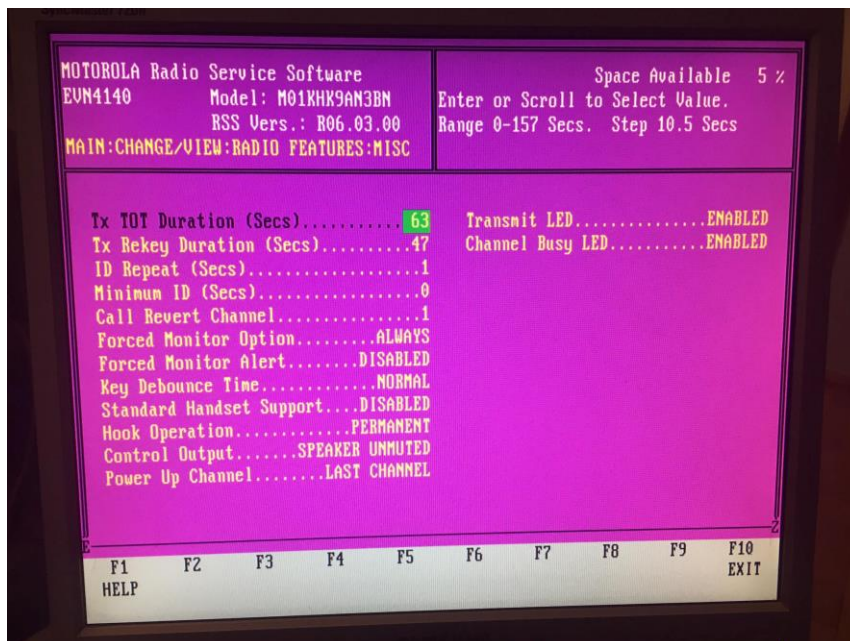 MOTOROLA Radio Service Software
EVN4140 Model: M01KHK9AN3BN
RSS Vers.: R06.03.00
MAIN:CHANGE/VIEW:RADIO FEATURES:MISC
Space Available 5 %
Enter or Scroll to Select Value.
Range 0-157 Secs. Step 10.5 Secs
Tx TOT Duration (Secs)............63
Tx Rekey Duration (Secs)..........47
ID Repeat (Secs)....................1
Minimum ID (Secs)..................0
Call Revert Channel................1
Forced Monitor Option.........ALWAYS
Forced Monitor Alert........DISABLED
Key Debounce Time.............NORMAL
Standard Handset Support....DISABLED
Hook Operation.............PERMANENT
Control Output.......SPEAKER UNMUTED
Power Up Channel........LAST CHANNEL
Transmit LED...............ENABLED
Channel Busy LED...........ENABLED
E
Z
F1 F2 F3 F4 F5 F6 F7 F8 F9 F10
HELP EXIT